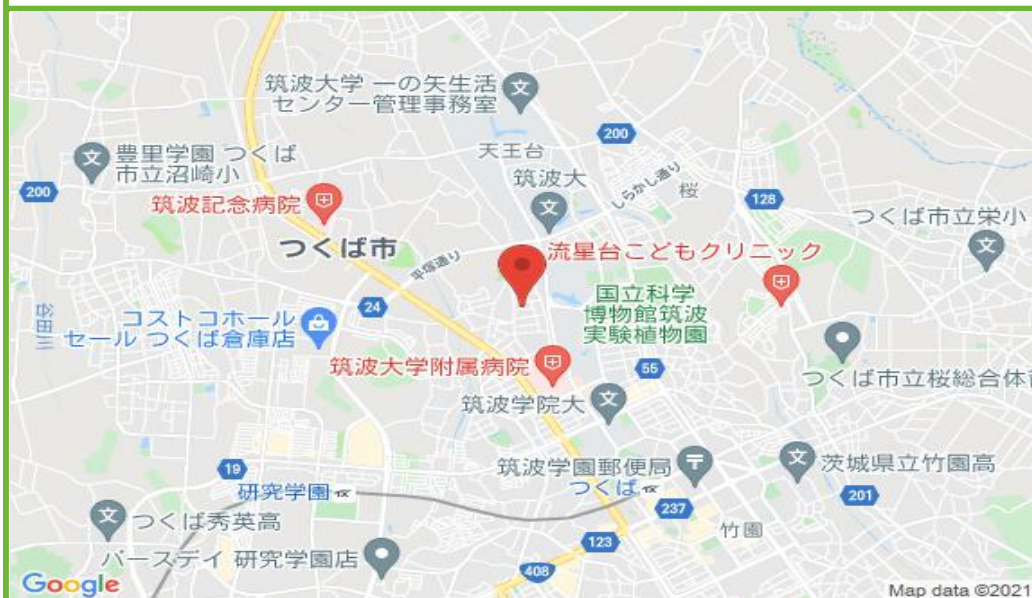 筑波大学 一の矢生活
センター管理事務室
200
天王台
豊里学園 つくば
市立沼崎小
200
筑波大
しらかし通り
桜
128
筑波記念病院
つくば市立栄小
つくば市
平塚通り
流星台こどもクリニック
国立科学
博物館筑波
実験植物園
谷田川
コストコホール
セール つくば倉庫店
24
筑波大学附属病院
55
つくば市立桜総合体育
筑波学院大
19
筑波学園郵便局
茨城県立竹園高
研究学園
つくば
201
237
つくば秀英高
竹園
123
バースデイ 研究学園店
408
Google
Map data ©2021